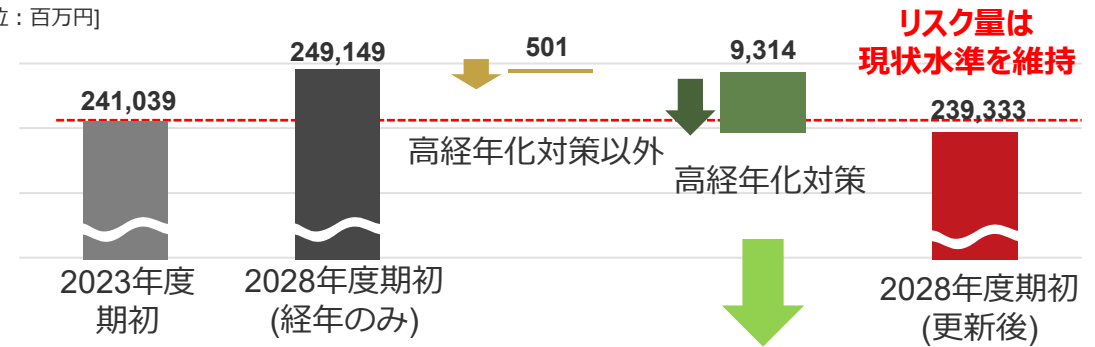 位：百万円]
リスク量は
現状水準を維持
249,149
501
9,314
241,039
239,333
高経年化対策以外
高経年化対策
2023年度
期初
2028年度期初
(経年のみ)
2028年度期初
(更新後)